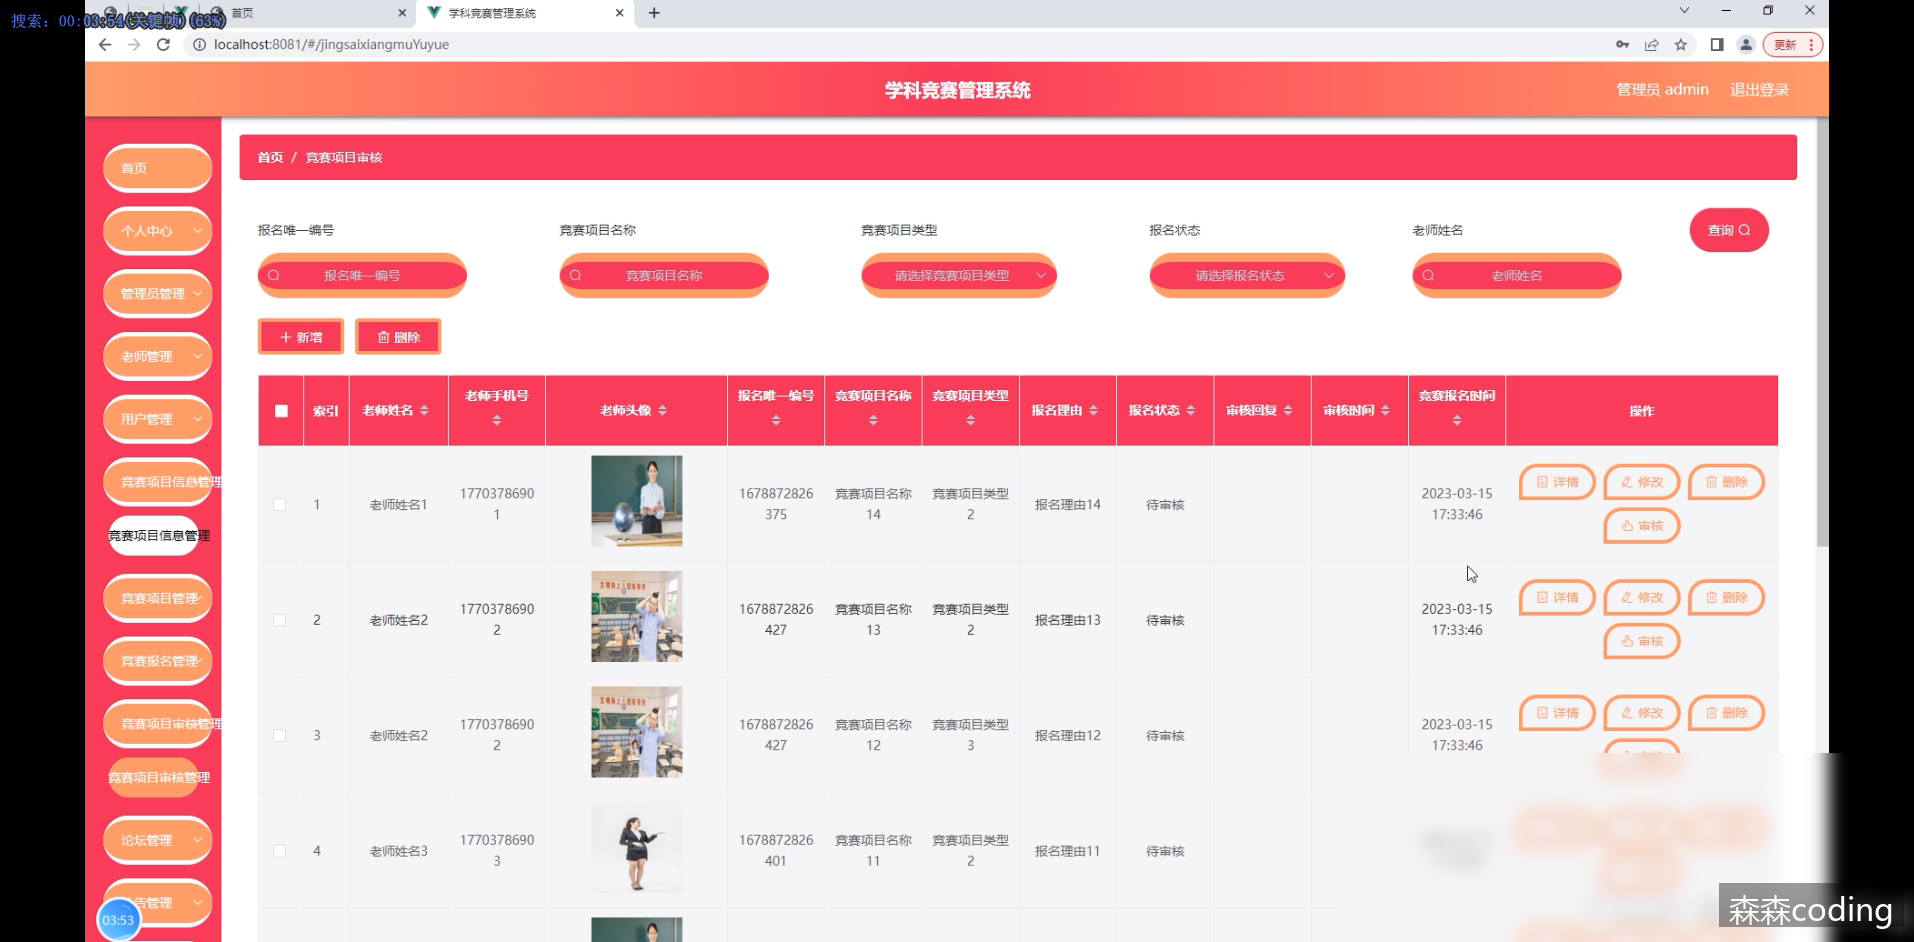 搜索：00:03:54(关键帧)(63%)
首页
学科竞赛管理系统
localhost:8081/#/jingsaixiangmuYuyue
更新
学科竞赛管理系统
管理员 admin 退出登录
首页
个人中心
管理员管理
老师管理
用户管理
竞赛项目信息管理
竞赛项目信息管理
竞赛项目管理
竞赛报名管理
竞赛项目审核管理
竞赛项目审核管理
论坛管理
告管理
03:53
首页 / 竞赛项目审核
报名唯一编号 竞赛项目名称 竞赛项目类型 报名状态 老师姓名
报名唯一编号 竞赛项目名称 请选择竞赛项目类型 请选择报名状态 老师姓名
查询
新增 删除
索引 老师姓名 老师手机号 老师头像 报名唯一编号 竞赛项目名称 竞赛项目类型 报名理由 报名状态 审核回复 审核时间 竞赛报名时间 操作
1 老师姓名1 17703786901 1678872826375 竞赛项目名称14 竞赛项目类型2 报名理由14 待审核 2023-03-15 17:33:46 详情 修改 删除
审核
2 老师姓名2 17703786902 1678872826427 竞赛项目名称13 竞赛项目类型2 报名理由13 待审核 2023-03-15 17:33:46 详情 修改 删除
审核
3 老师姓名2 17703786902 1678872826427 竞赛项目名称12 竞赛项目类型3 报名理由12 待审核 2023-03-15 17:33:46 详情 修改 删除
4 老师姓名3 17703786903 1678872826401 竞赛项目名称11 竞赛项目类型2 报名理由11 待审核
森森coding